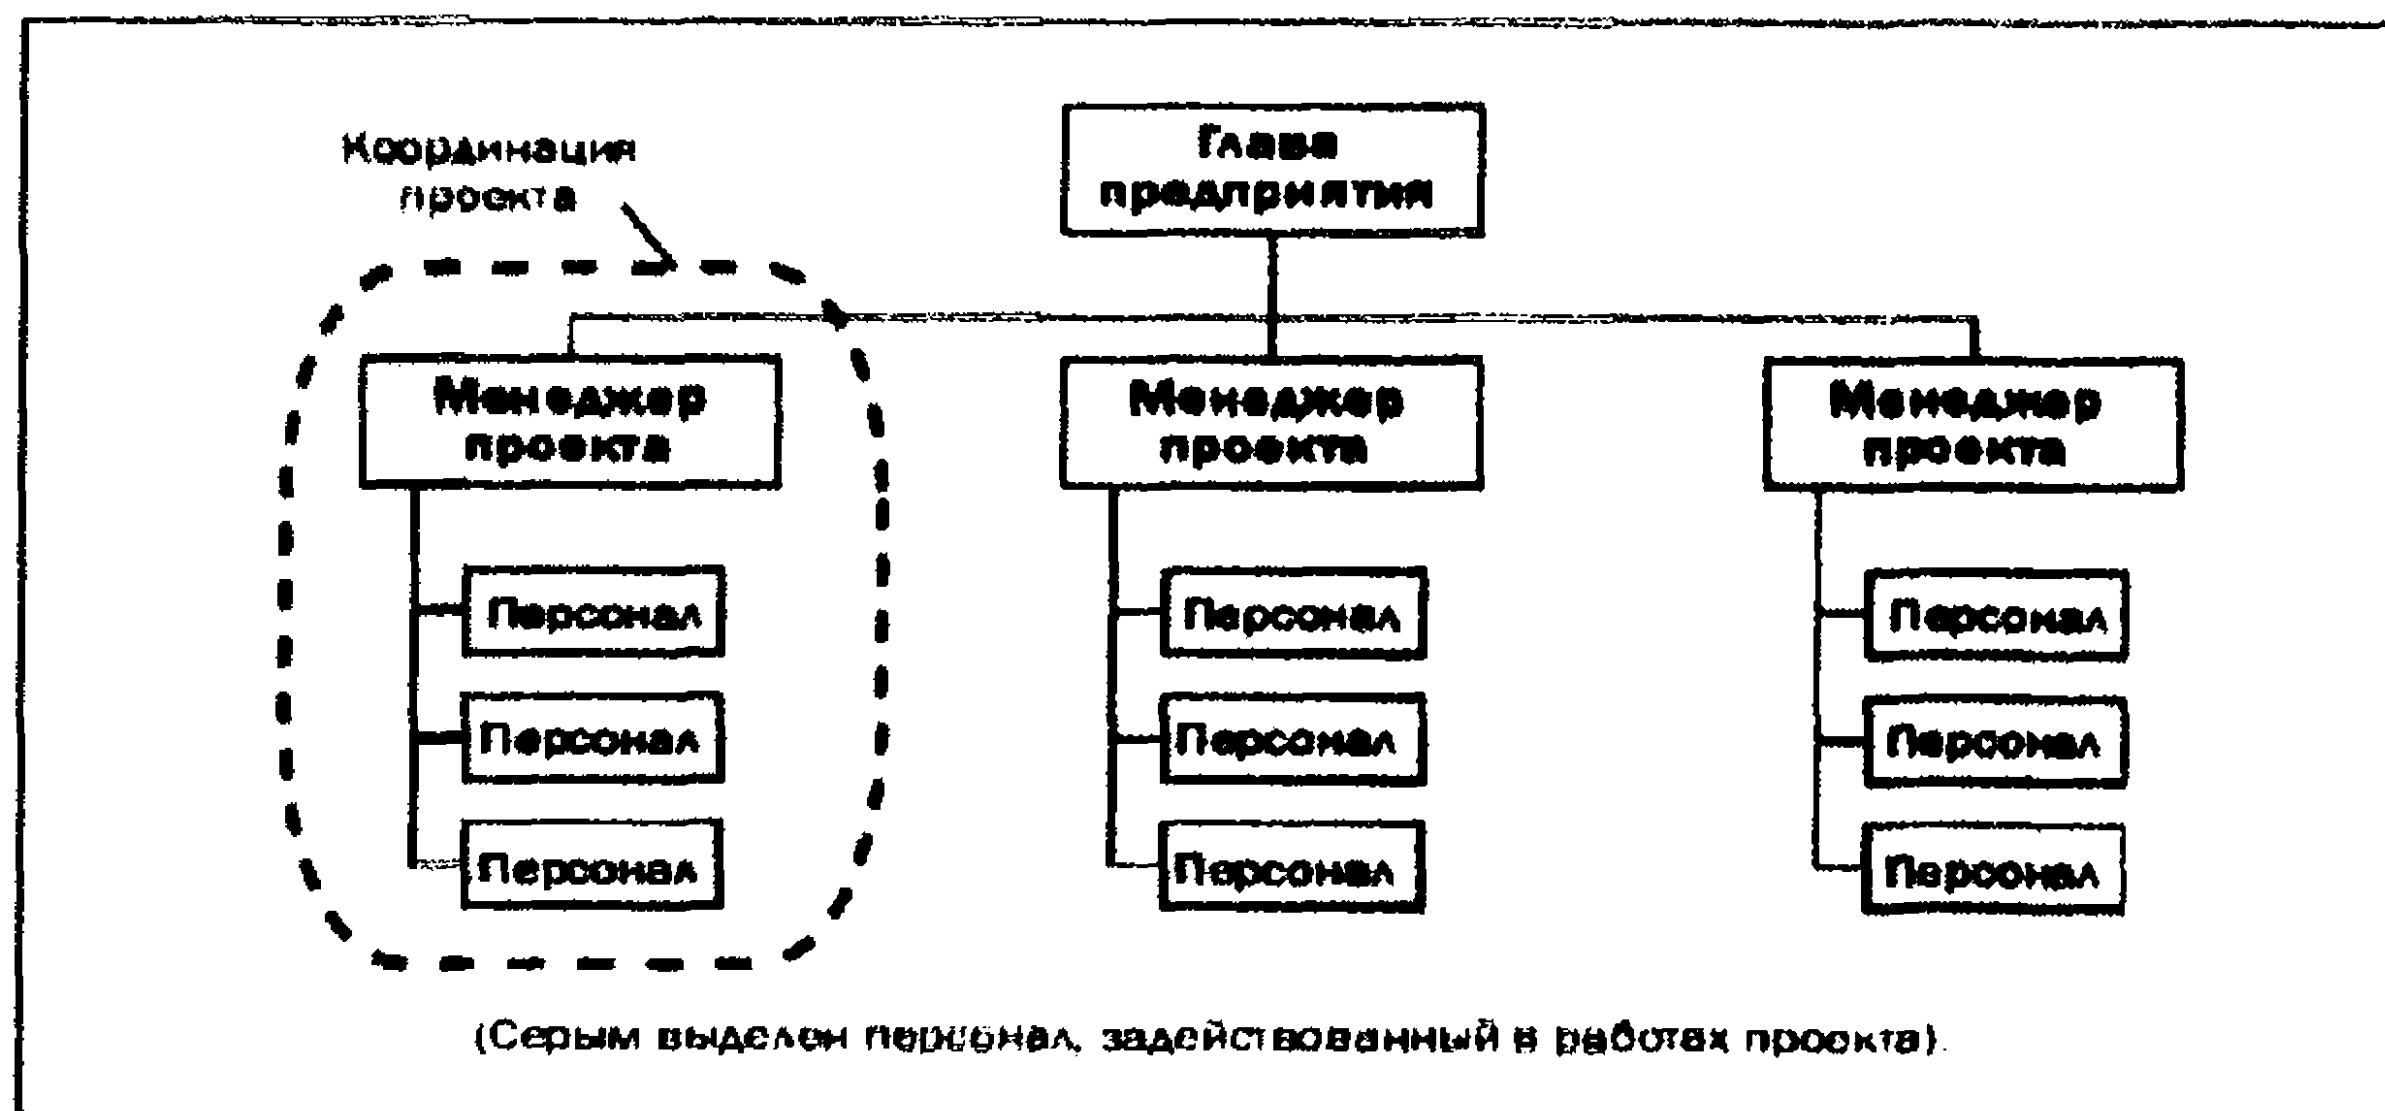 Координация
проекта
Глава
предприятия
Менеджер
проекта
Менеджер
проекта
Менеджер
проекта
Персонал
Персонал
Персонал
Персонал
Персонал
Персонал
Персонал
Персонал
Персонал
(Серым выделен персонал, задействованный в работах проекта).